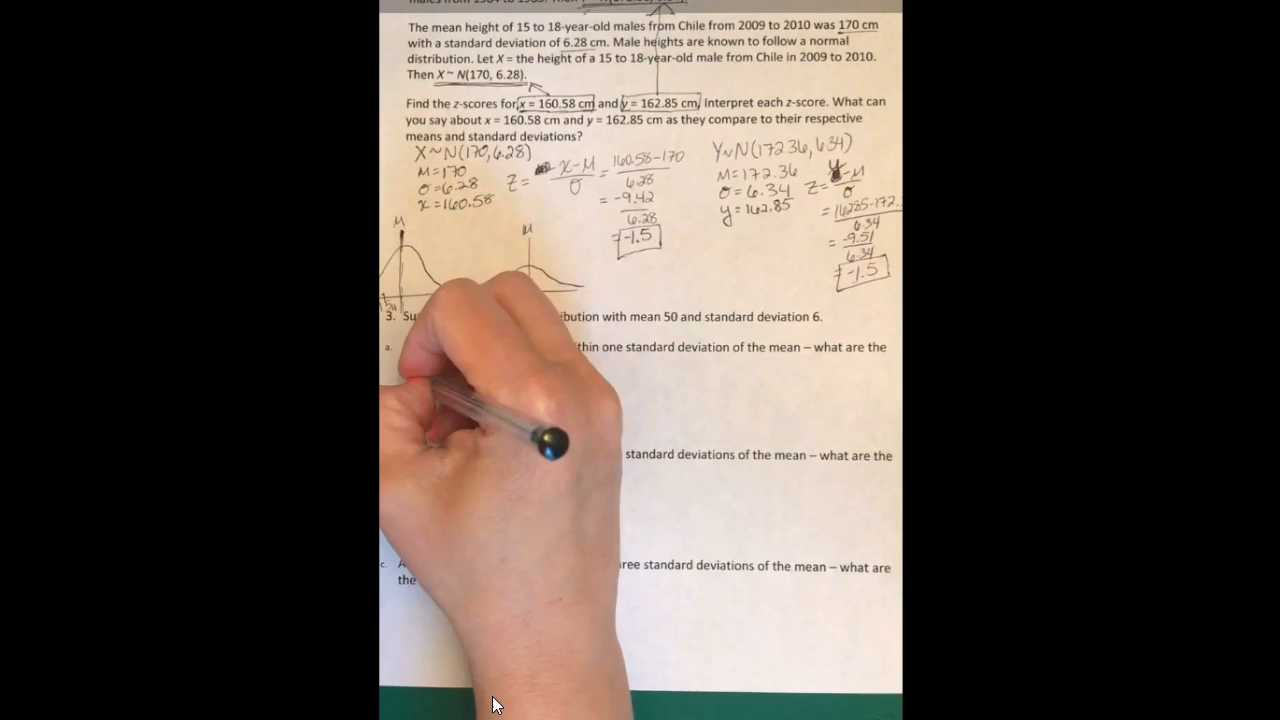 The mean height of 15 to 18-year-old males from Chile from 2009 to 2010 was 170 cm
with a standard deviation of 6.28 cm. Male heights are known to follow a normal
distribution. Let X = the height of a 15 to 18-year-old male from Chile in 2009 to 2010.
Then X ~ N(170, 6.28).
Find the z-scores for x = 160.58 cm and y = 162.85 cm. Interpret each z-score. What can
you say about x = 160.58 cm and y = 162.85 cm as they compare to their respective
means and standard deviations?
X~N(170,6.28)
M=170
σ=6.28
x=160.58
Z= x-M / σ = 160.58-170 / 6.28
= -9.42 / 6.28
= -1.5
Y~N(172.36, 6.34)
M=172.36
σ=6.34
y=162.85
Z= y-M / σ
= 162.85-172. / 6.34
= -9.51 / 6.34
= -1.5
M
M
3. Su ibution with mean 50 and standard deviation 6.
a. thin one standard deviation of the mean – what are the
standard deviations of the mean – what are the
c. A ree standard deviations of the mean – what are
the